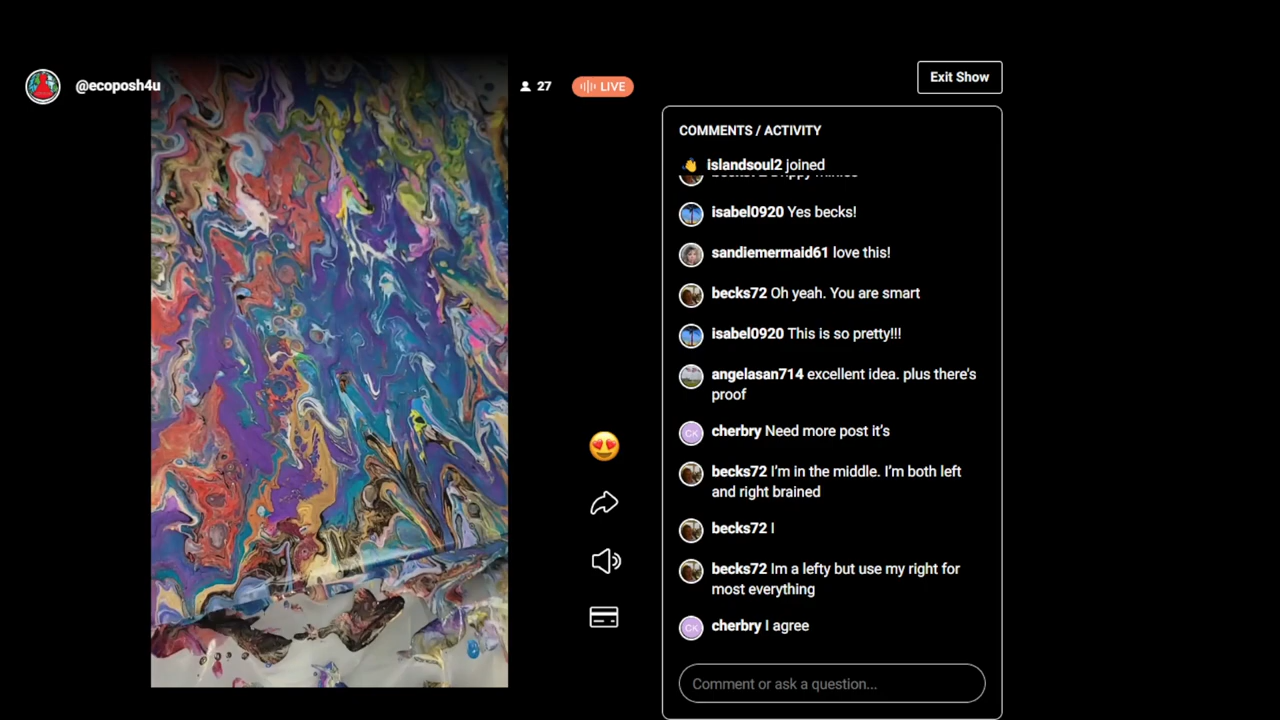 @ecoposh4u
27
LIVE
Exit Show
COMMENTS / ACTIVITY
islandsoul2 joined
isabel0920 Yes becks!
sandiemermaid61 love this!
becks72 Oh yeah. You are smart
isabel0920 This is so pretty!!!
angelasan714 excellent idea. plus there's
proof
CK
cherbry Need more post it's
becks72 I'm in the middle. I'm both left
and right brained
becks72 I
becks72 Im a lefty but use my right for
most everything
CK
cherbry I agree
Comment or ask a question...